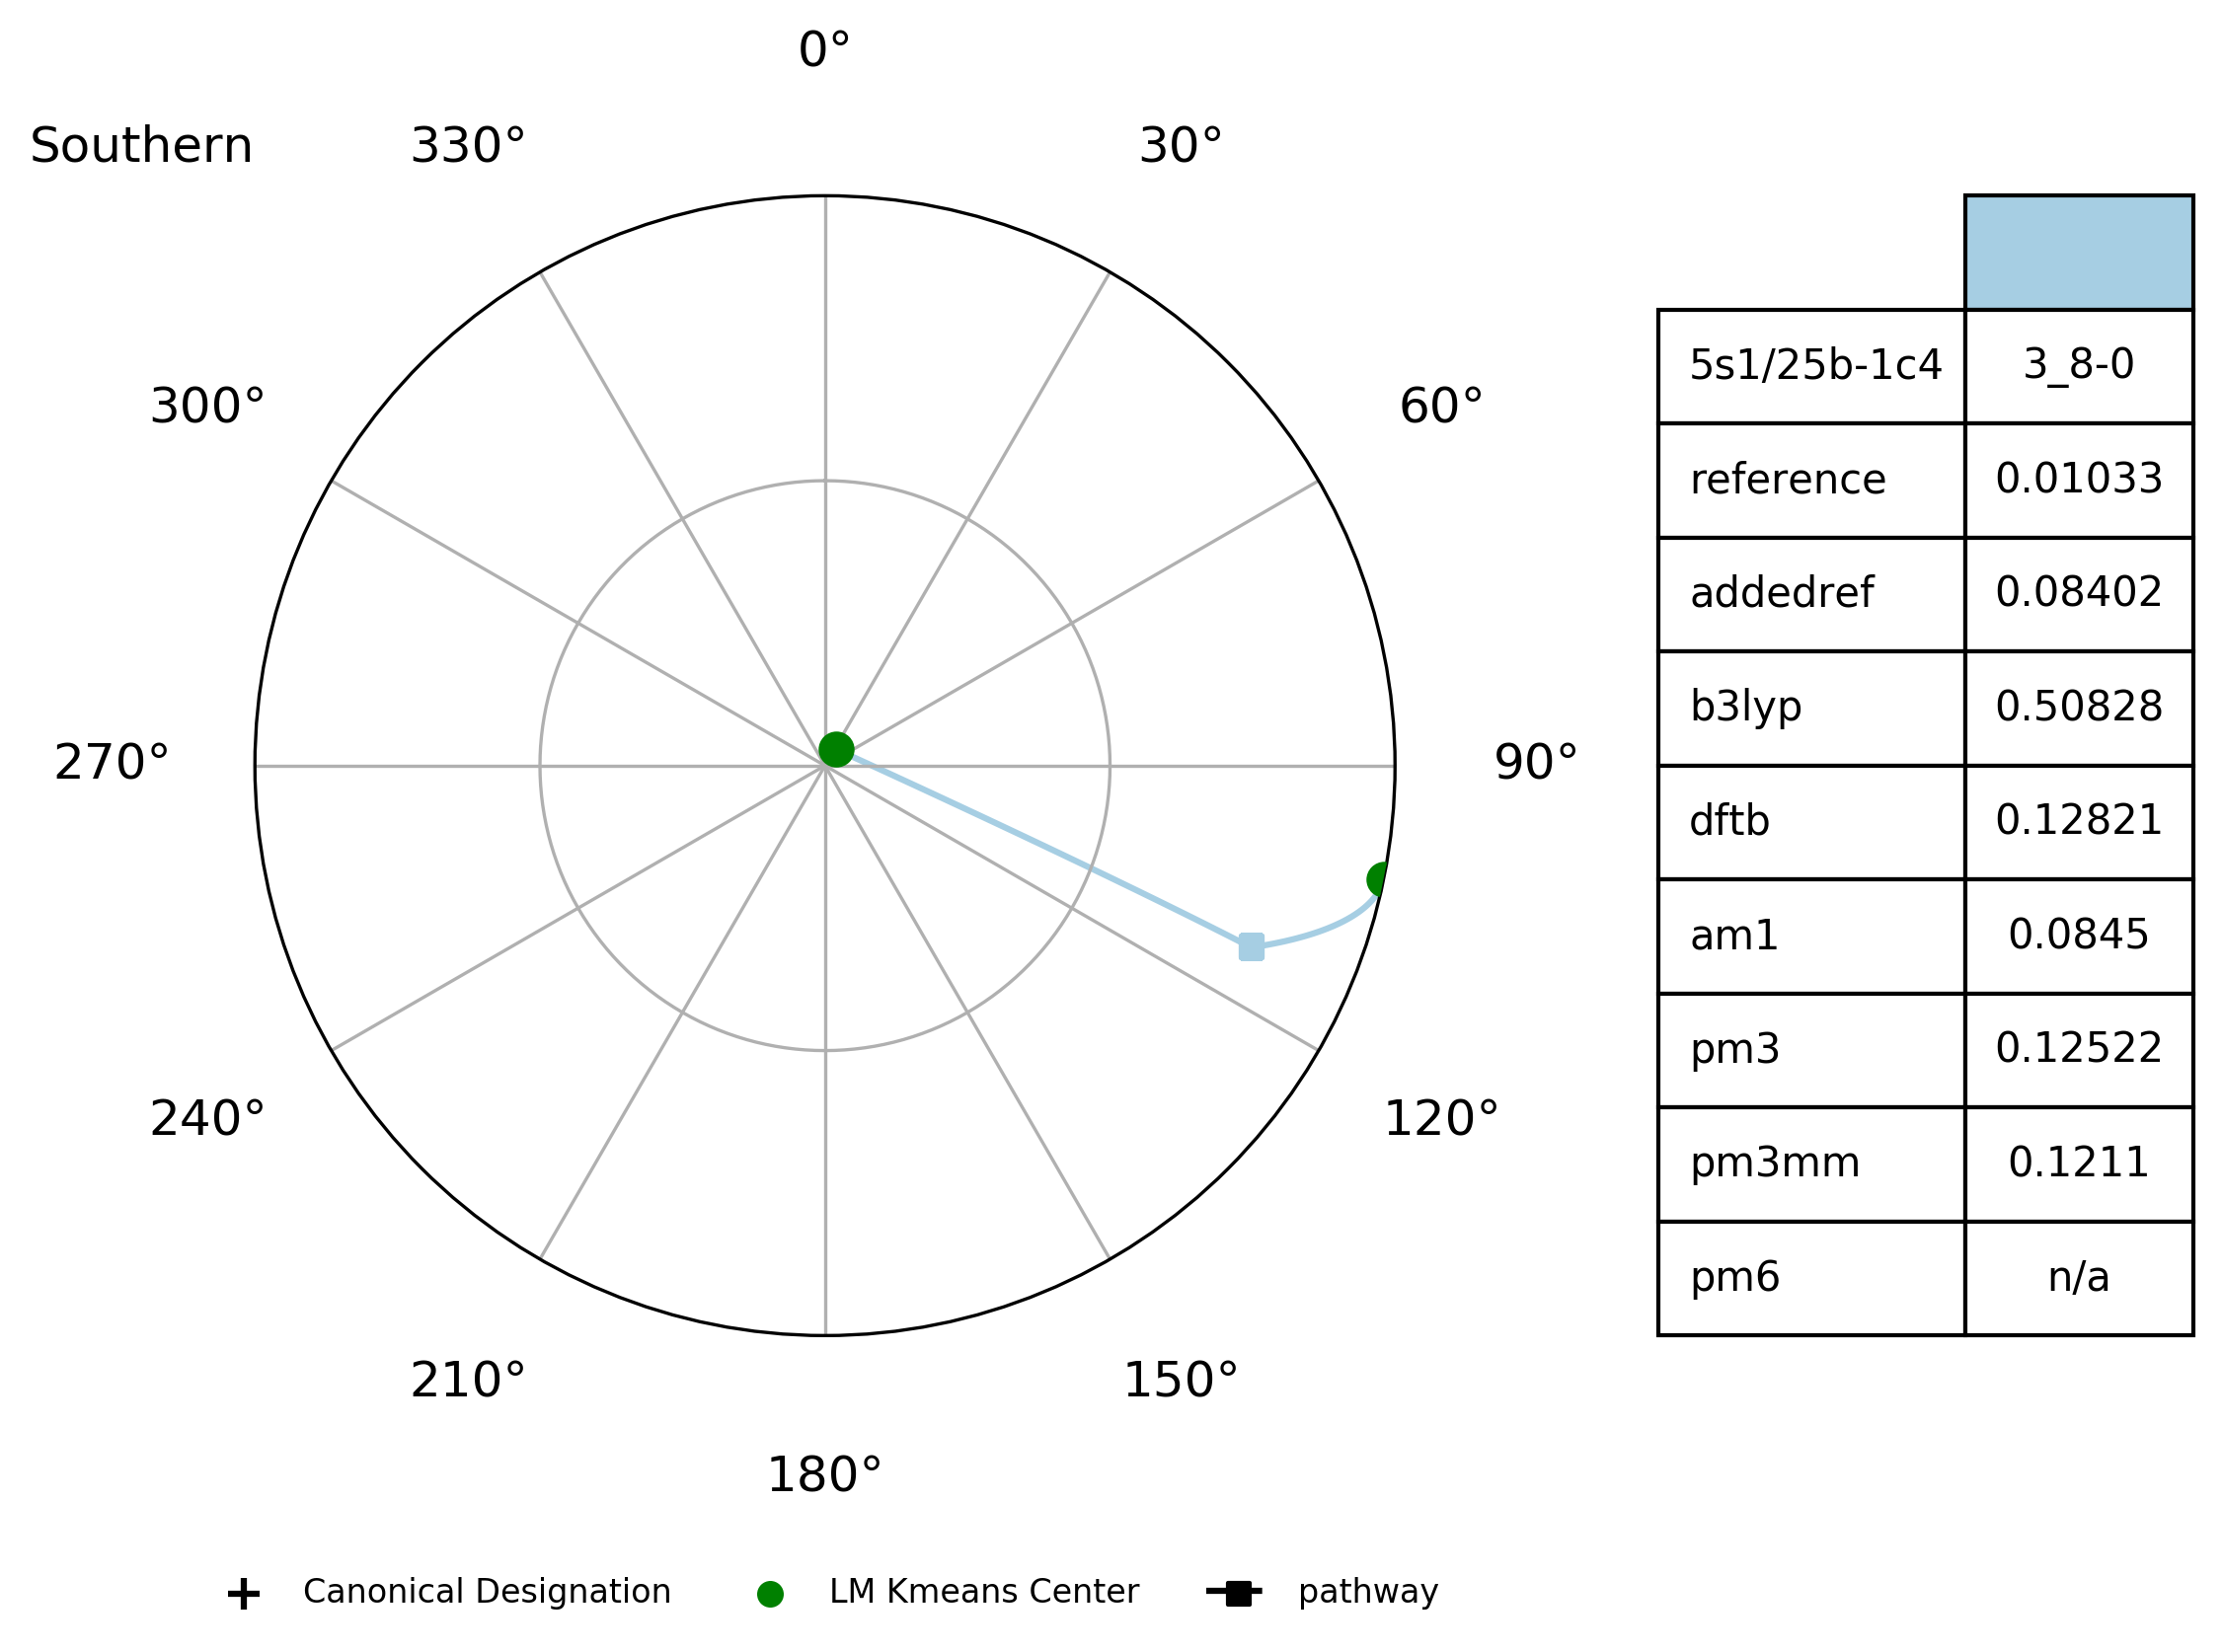 0°
Southern
330°
30°
300°
60°
270°
90°
240°
120°
210°
150°
180°
5s1/25b-1c4 3_8-0
reference 0.01033
addedref 0.08402
b3lyp 0.50828
dftb 0.12821
am1 0.0845
pm3 0.12522
pm3mm 0.1211
pm6 n/a
Canonical Designation LM Kmeans Center pathway